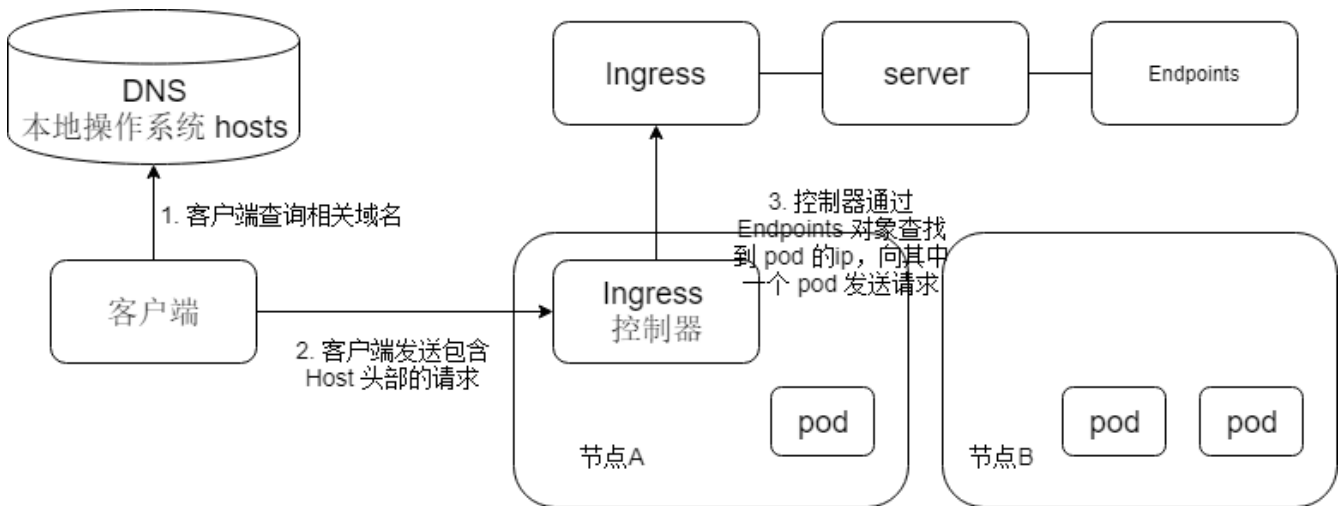 DNS
本地操作系统 hosts
Ingress
server
Endpoints
1. 客户端查询相关域名
3. 控制器通过
Endpoints 对象查找
到 pod 的ip，向其中
一个 pod 发送请求
客户端
Ingress
控制器
2. 客户端发送包含
Host 头部的请求
pod
节点A
pod
pod
节点B